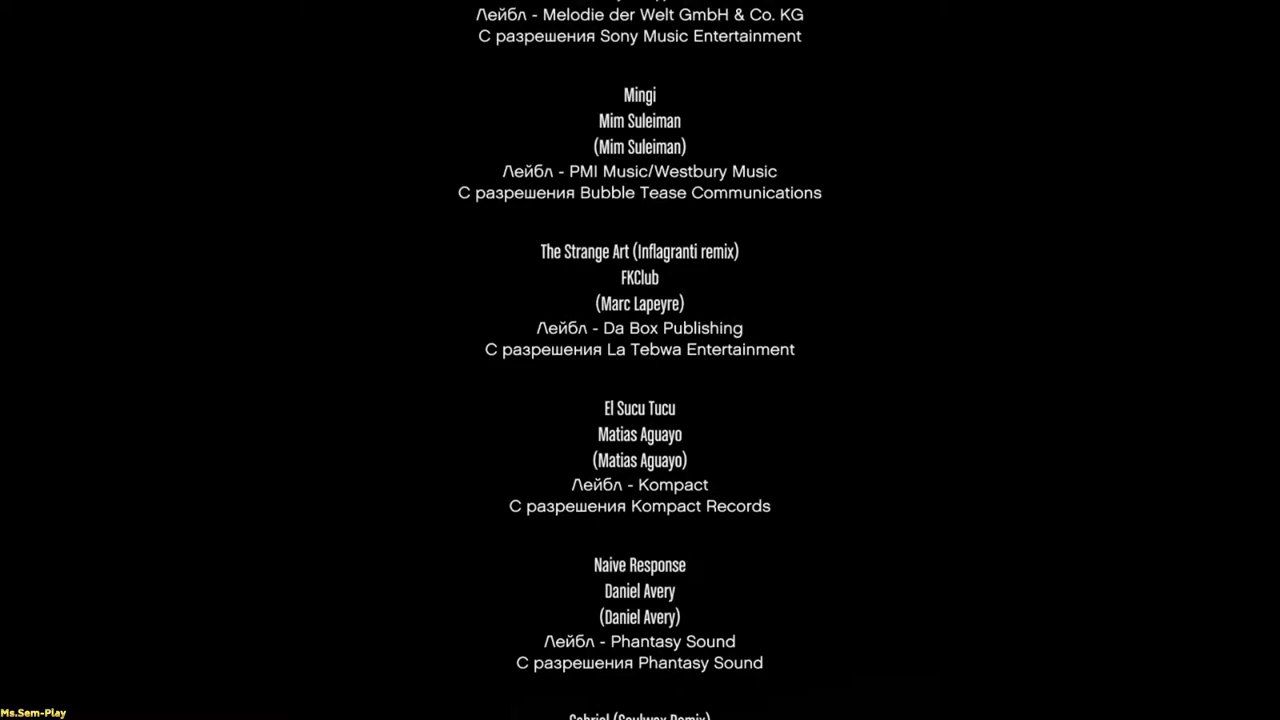 Лейбл - Melodie der Welt GmbH & Co. KG
С разрешения Sony Music Entertainment
Mingi
Mim Suleiman
(Mim Suleiman)
Лейбл - PMI Music/Westbury Music
С разрешения Bubble Tease Communications
The Strange Art (Inflagranti remix)
FKClub
(Marc Lapeyre)
Лейбл - Da Box Publishing
С разрешения La Tebwa Entertainment
El Sucu Tucu
Matias Aguayo
(Matias Aguayo)
Лейбл - Kompact
С разрешения Kompact Records
Naive Response
Daniel Avery
(Daniel Avery)
Лейбл - Phantasy Sound
С разрешения Phantasy Sound
Gabriel (Soulwax Remix)
Ms.Sem-Play